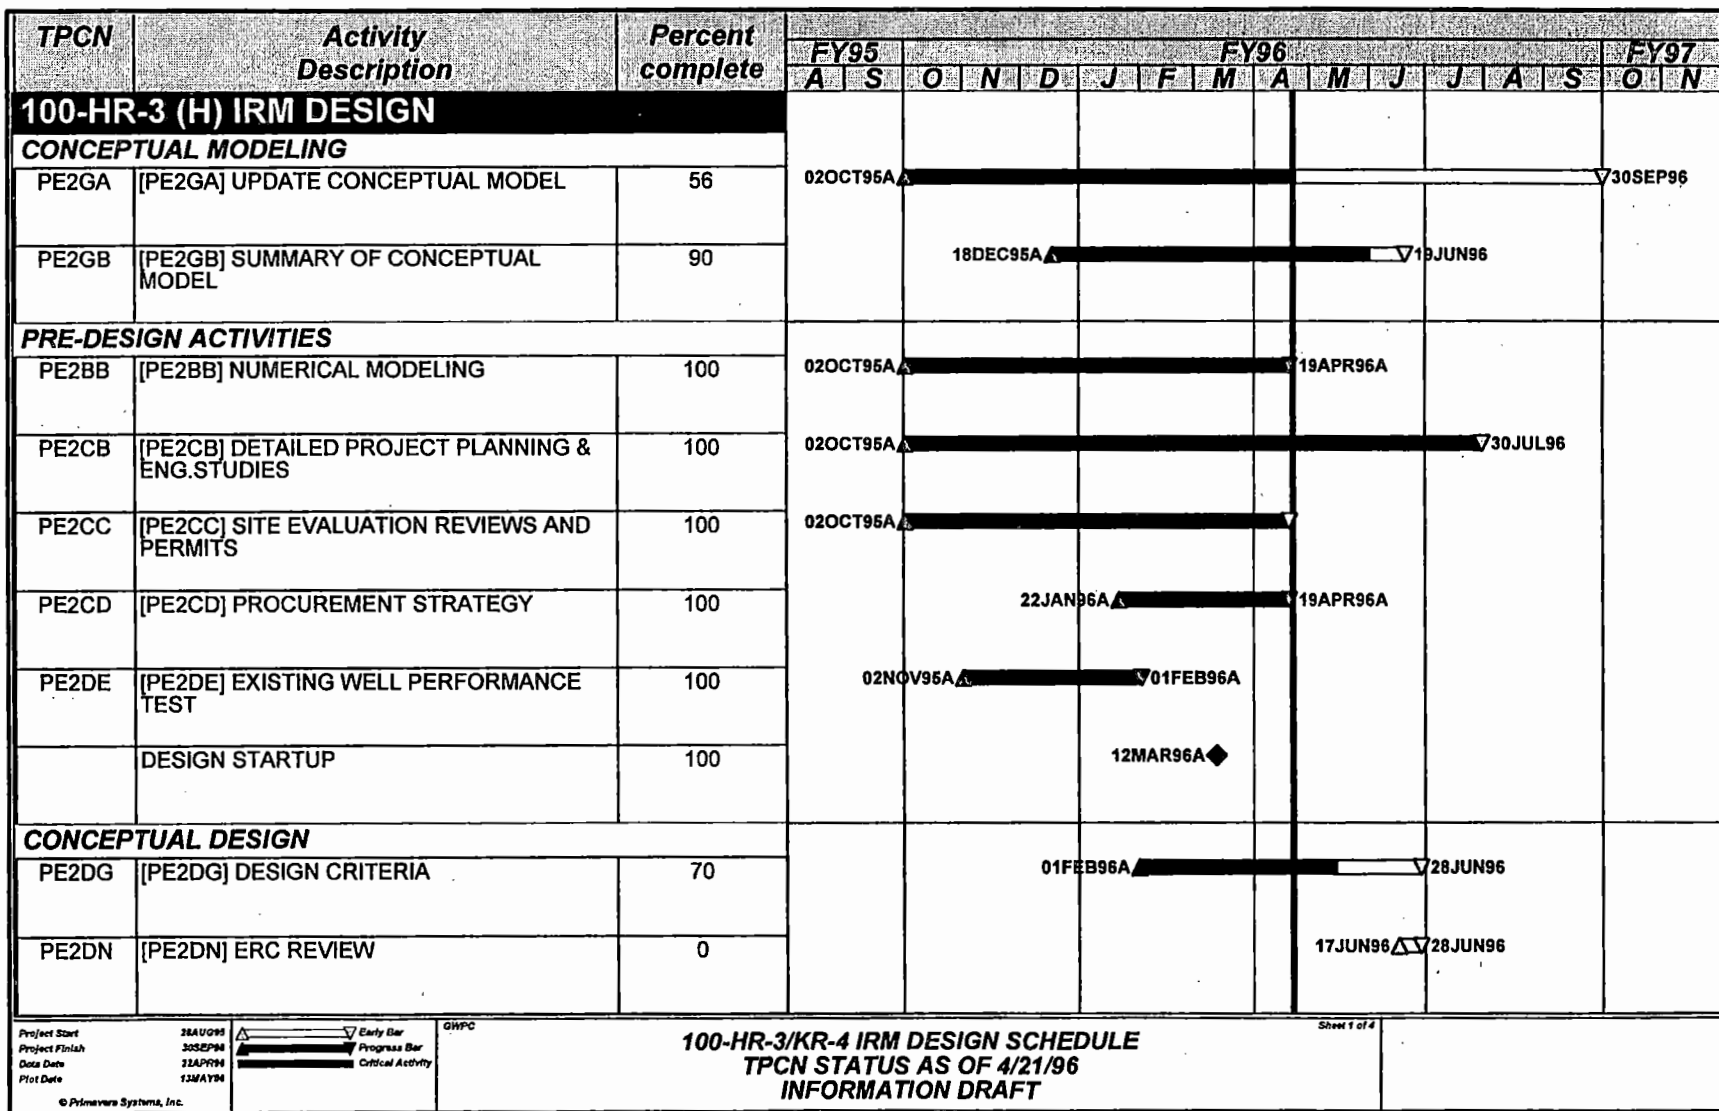 TPCN Activity Description Percent complete FY95 FY96 FY97
A S O N D J F M A M J J A S O N
100-HR-3 (H) IRM DESIGN
CONCEPTUAL MODELING
PE2GA [PE2GA] UPDATE CONCEPTUAL MODEL 56 02OCT95A 30SEP96
PE2GB [PE2GB] SUMMARY OF CONCEPTUAL 90 18DEC95A 19JUN96
MODEL
PRE-DESIGN ACTIVITIES
PE2BB [PE2BB] NUMERICAL MODELING 100 02OCT95A 19APR96A
PE2CB [PE2CB] DETAILED PROJECT PLANNING & 100 02OCT95A 30JUL96
ENG.STUDIES
PE2CC [PE2CC] SITE EVALUATION REVIEWS AND 100 02OCT95A
PERMITS
PE2CD [PE2CD] PROCUREMENT STRATEGY 100 22JAN96A 19APR96A
PE2DE [PE2DE] EXISTING WELL PERFORMANCE 100 02NOV95A 01FEB96A
TEST
DESIGN STARTUP 100 12MAR96A
CONCEPTUAL DESIGN
PE2DG [PE2DG] DESIGN CRITERIA 70 01FEB96A 28JUN96
PE2DN [PE2DN] ERC REVIEW 0 17JUN96 28JUN96
Project Start 28AUG95
Project Finish
Data Date
Plot Date
© Primavera Systems, Inc.
Early Bar
Progress Bar
Critical Activity
GWPC
100-HR-3/KR-4 IRM DESIGN SCHEDULE
TPCN STATUS AS OF 4/21/96
INFORMATION DRAFT
Sheet 1 of 4